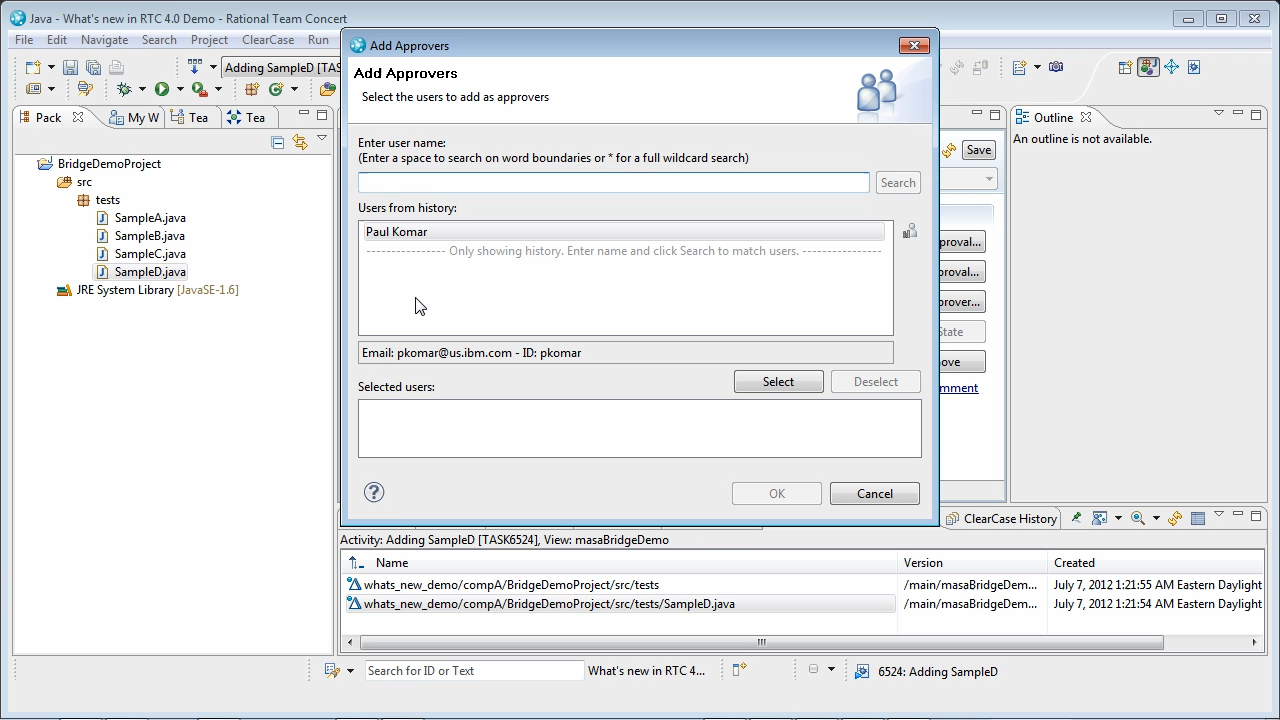 Java - What's new in RTC 4.0 Demo - Rational Team Concert
File Edit Navigate Search Project ClearCase Run
Adding SampleD [TAS
Add Approvers
Add Approvers
Select the users to add as approvers
Enter user name:
(Enter a space to search on word boundaries or * for a full wildcard search)
Search
Users from history:
Paul Komar
Only showing history. Enter name and click Search to match users.
Email: pkomar@us.ibm.com - ID: pkomar
Select Deselect
Selected users:
OK Cancel
Pack My W Tea Tea
BridgeDemoProject
src
tests
SampleA.java
SampleB.java
SampleC.java
SampleD.java
JRE System Library [JavaSE-1.6]
Save
proval...
proval...
prover...
State
ove
mment
Outline
An outline is not available.
ClearCase History
Activity: Adding SampleD [TASK6524], View: masaBridgeDemo
Name Version Created
whats_new_demo/compA/BridgeDemoProject/src/tests /main/masaBridgeDem... July 7, 2012 1:21:55 AM Eastern Daylight
whats_new_demo/compA/BridgeDemoProject/src/tests/SampleD.java /main/masaBridgeDem... July 7, 2012 1:21:54 AM Eastern Daylight
Search for ID or Text What's new in RTC 4... 6524: Adding SampleD